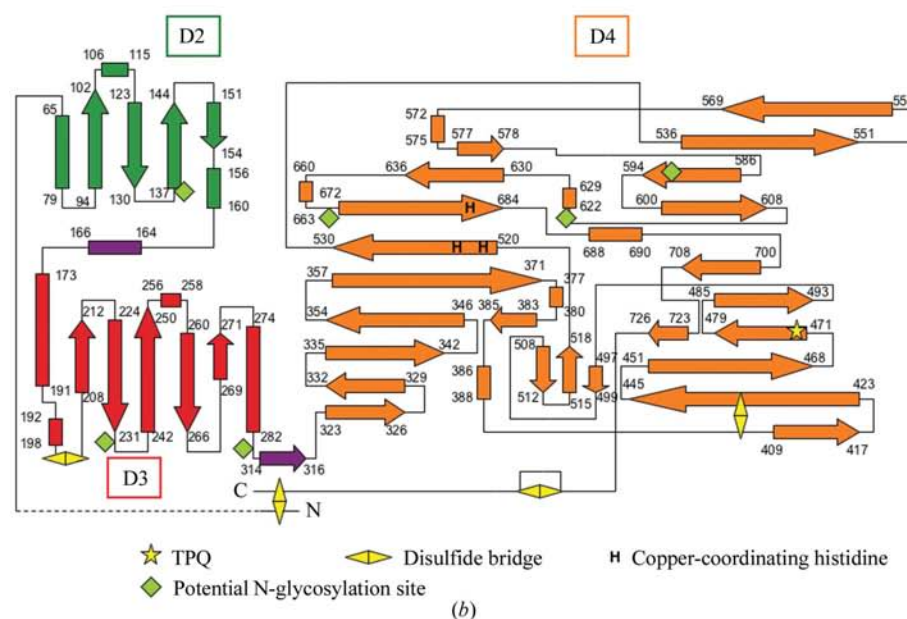 D2
D4
106 115
102 123 144 151
65
154
156
79 94 130 137 160
166 164
173
256 258
212 224 250 260 271 274
191 208
192
198
231 242 266 269 282
D3
314 316
C
N
569
572
575 577 578
536 551
660 636 630 594 586
672 629
663 684 622 600 608
530 520 688 690 708 700
357 371 377
485 493
354 346 385 383 380
726 723 479 471
335 342 508 518
451 468
332 329 386 497
445 423
388 512 515 499
323 326
409 417
TPQ
Disulfide bridge
H Copper-coordinating histidine
Potential N-glycosylation site
H
H H
(b)